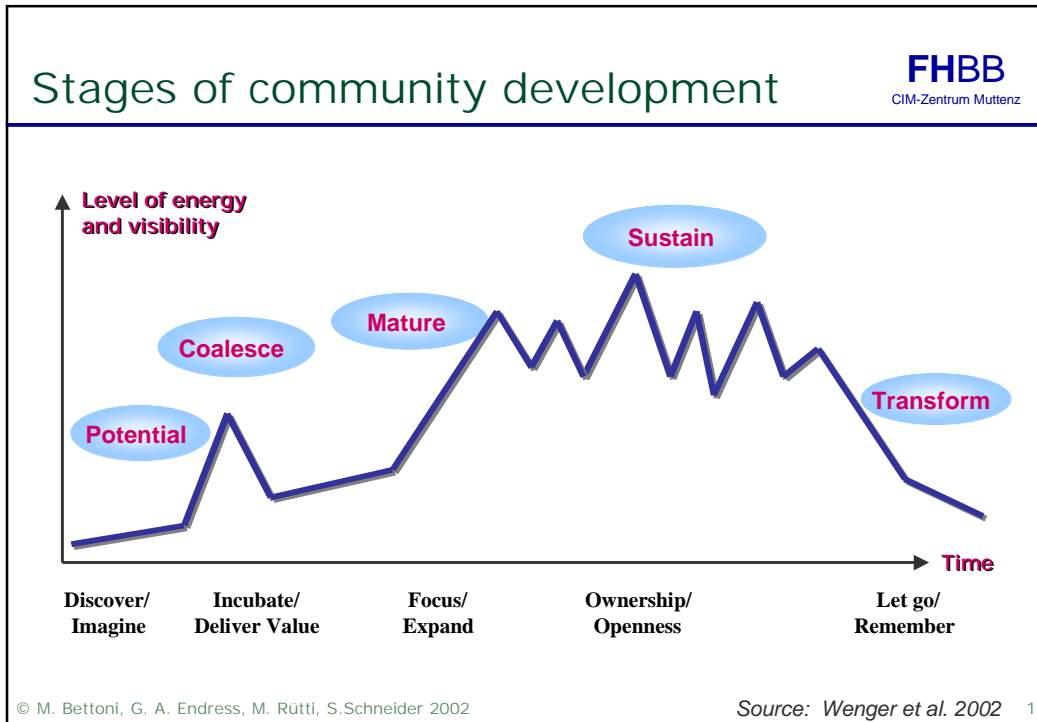 Stages of community development
FHBB
CIM-Zentrum Muttenz
Level of energy
and visibility
Sustain
Mature
Coalesce
Transform
Potential
Time
Discover/
Imagine
Incubate/
Deliver Value
Focus/
Expand
Ownership/
Openness
Let go/
Remember
© M. Bettoni, G. A. Endress, M. Rütti, S.Schneider 2002
Source: Wenger et al. 2002
1